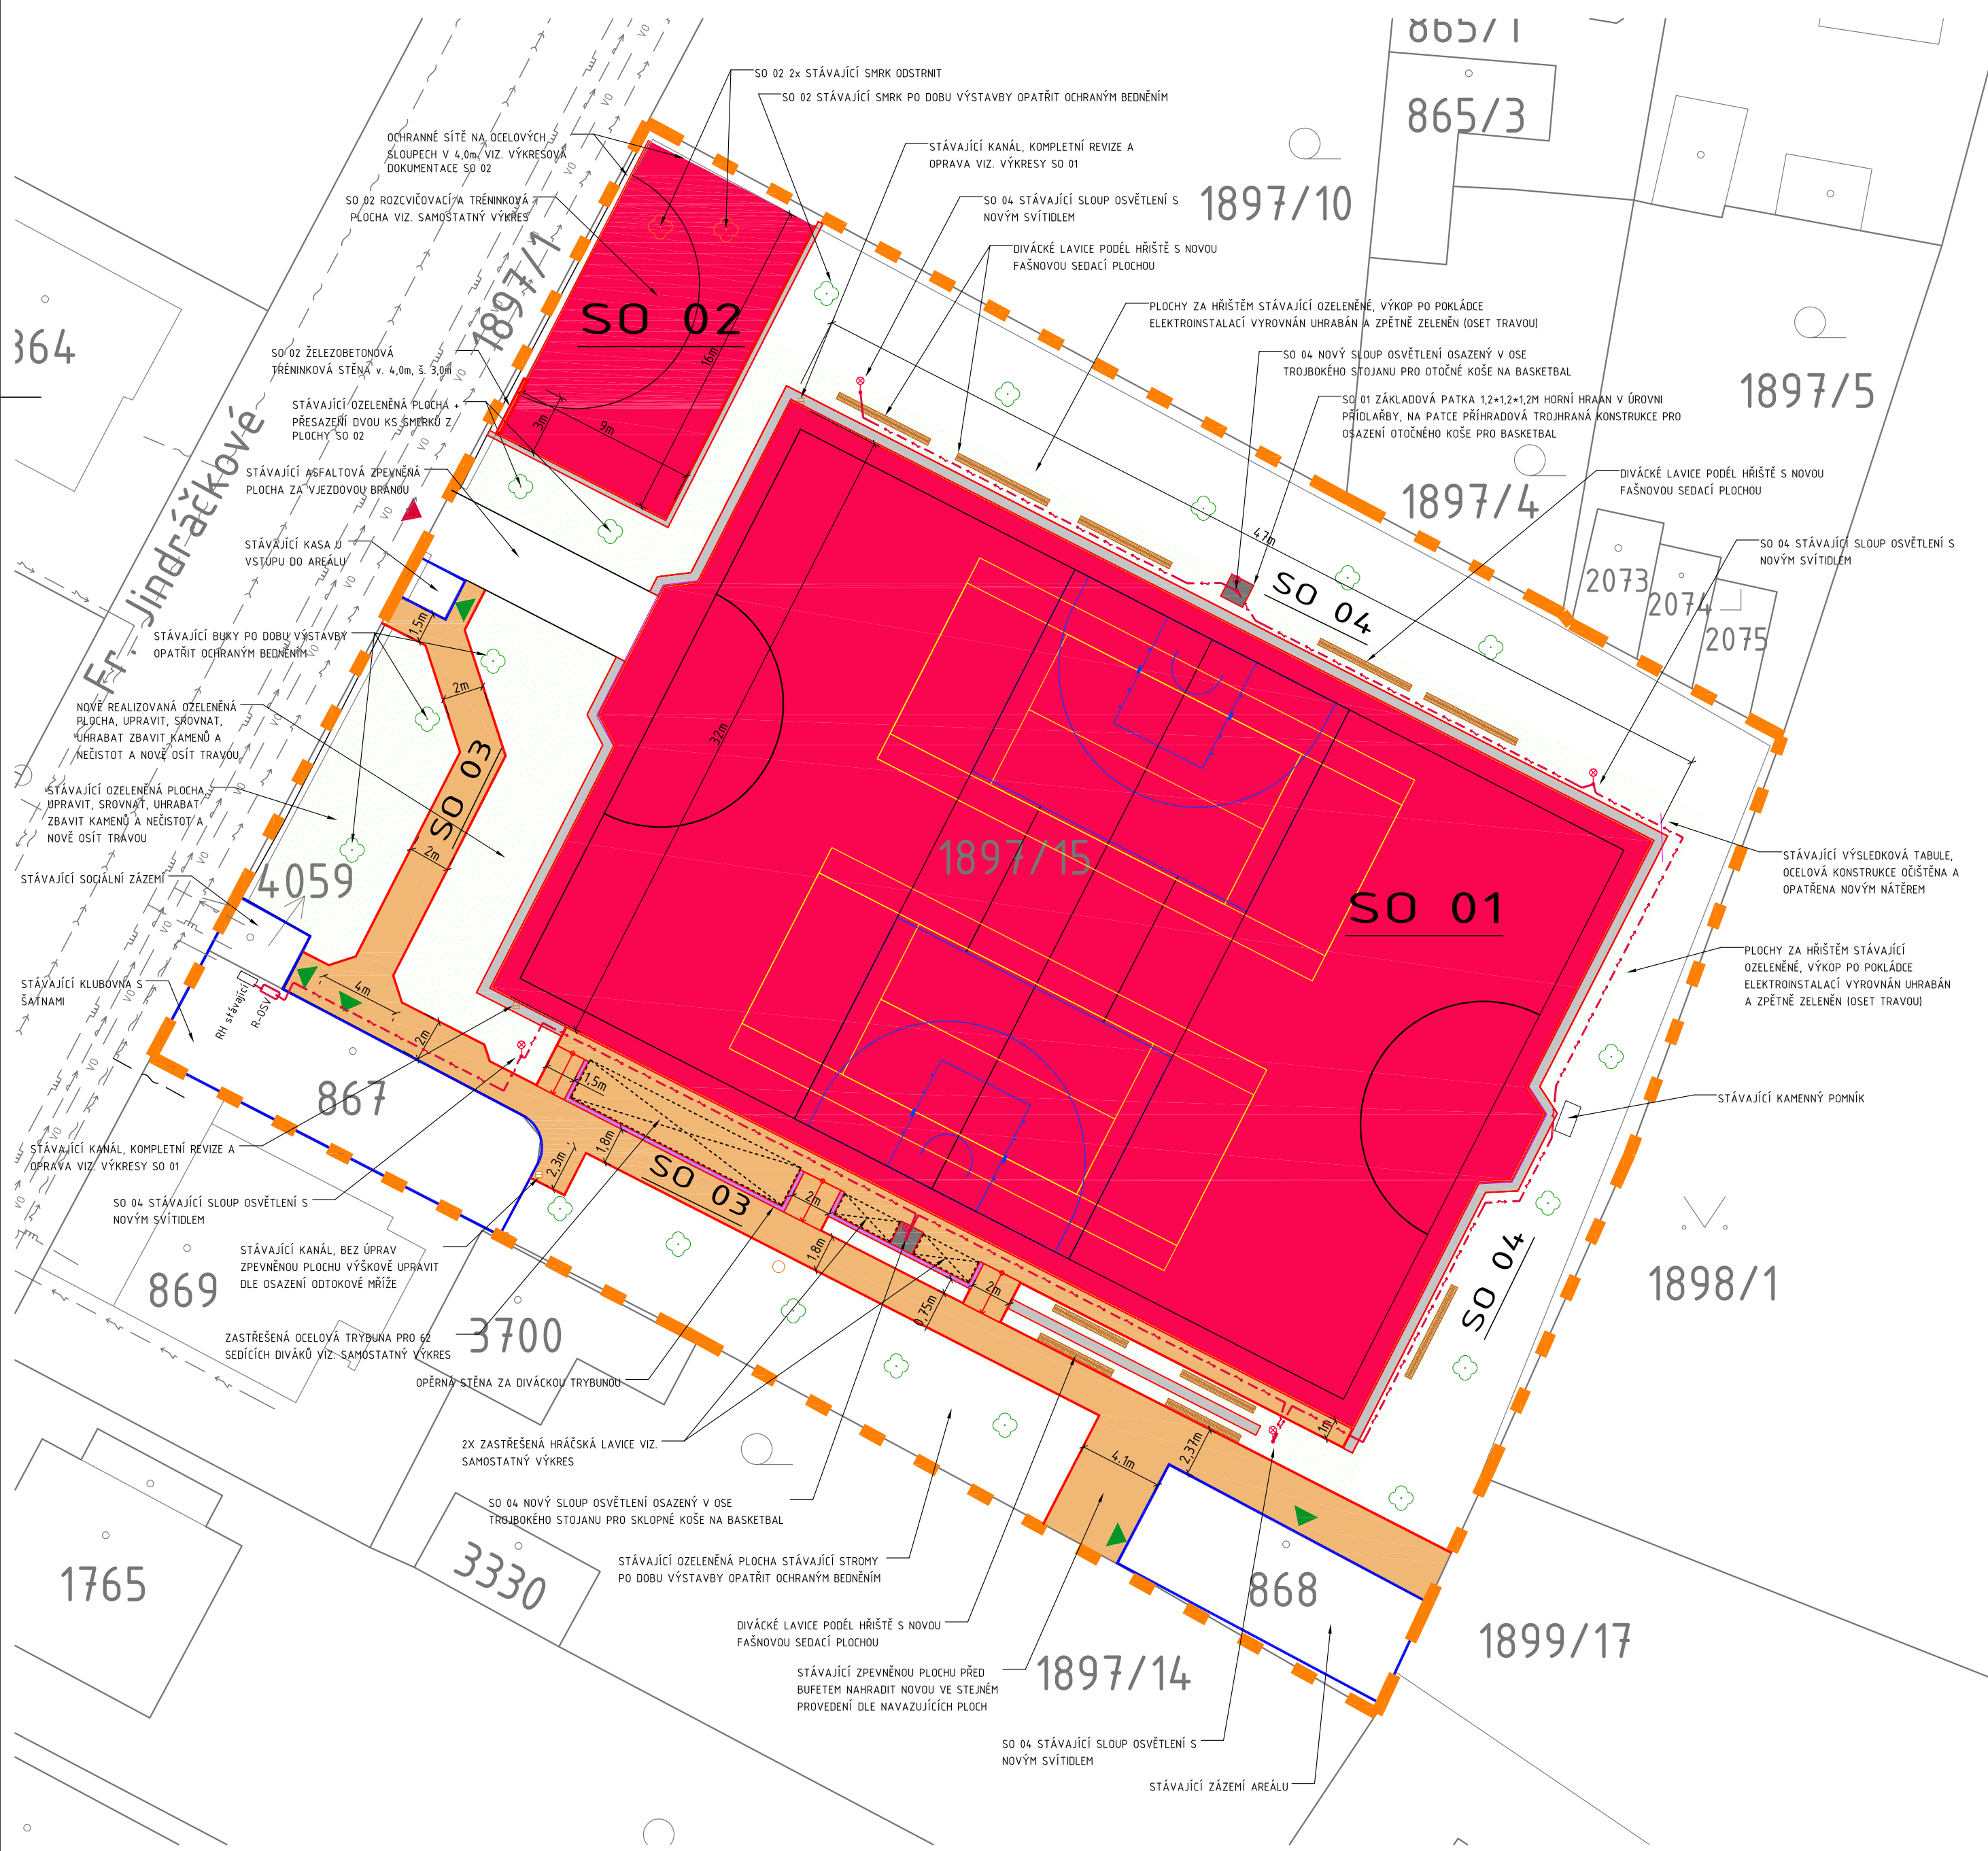 865/1
SO 02 2x STÁVAJÍCÍ SMRK ODSTRNIT
SO 02 STÁVAJÍCÍ SMRK PO DOBU VÝSTAVBY OPATŘIT OCHRANÝM BEDNĚNÍM
865/3
OCHRANNÉ SÍTĚ NA OCELOVÝCH
SLOUPECH V 4,0m, VIZ. VÝKRESOVÁ
DOKUMENTACE SO 02
STÁVAJÍCÍ KANÁL, KOMPLETNÍ REVIZE A
OPRAVA VIZ. VÝKRESY SO 01
SO 02 ROZCVIČOVACÍ A TRÉNINKOVÁ
PLOCHA VIZ. SAMOSTATNÝ VÝKRES
SO 04 STÁVAJÍCÍ SLOUP OSVĚTLENÍ S
NOVÝM SVÍTIDLEM
1897/10
DIVÁCKÉ LAVICE PODÉL HŘIŠTĚ S NOVOU
FAŠNOVOU SEDACÍ PLOCHOU
1897/1
SO 02
PLOCHY ZA HŘIŠTĚM STÁVAJÍCÍ OZELENĚNÉ, VÝKOP PO POKLÁDCE
ELEKTROINSTALACÍ VYROVNÁN UHRABÁN A ZPĚTNĚ ZELENĚN (OSET TRAVOU)
864
SO 02 ŽELEZOBETONOVÁ
TRÉNINKOVÁ STĚNA v. 4,0m, š. 3,0m
16m
SO 04 NOVÝ SLOUP OSVĚTLENÍ OSAZENÝ V OSE
TROJBOKÉHO STOJANU PRO OTOČNÉ KOŠE NA BASKETBAL
1897/5
STÁVAJÍCÍ OZELENĚNÁ PLOCHA +
PŘESAZENÍ DVOU KS SMERKŮ Z
PLOCHY SO 02
3m
9m
SO 01 ZÁKLADOVÁ PATKA 1,2*1,2*1,2M HORNÍ HRAAN V ÚROVNI
PŘÍDLAŘBY, NA PATCE PŘÍHRADOVÁ TROJHRANÁ KONSTRUKCE PRO
OSAZENÍ OTOČNÉHO KOŠE PRO BASKETBAL
STÁVAJÍCÍ ASFALTOVÁ ZPEVNĚNÁ
PLOCHA ZA VJEZDOVOU BRÁNOU
DIVÁCKÉ LAVICE PODÉL HŘIŠTĚ S NOVOU
FAŠNOVOU SEDACÍ PLOCHOU
1897/4
Fr. Jindráčkové
47m
STÁVAJÍCÍ KASA U
VSTUPU DO AREÁLU
SO 04 STÁVAJÍCÍ SLOUP OSVĚTLENÍ S
NOVÝM SVÍTIDLEM
2073
2074
2075
SO 04
1,5m
STÁVAJÍCÍ BUKY PO DOBU VÝSTAVBY
OPATŘIT OCHRANÝM BEDNĚNÍM
2m
NOVĚ REALIZOVANÁ OZELENĚNÁ
PLOCHA, UPRAVIT, SROVNAT,
UHRABAT ZBAVIT KAMENŮ A
NEČISTOT A NOVĚ OSÍT TRAVOU
32m
SO 03
STÁVAJÍCÍ OZELENĚNÁ PLOCHA,
UPRAVIT, SROVNAT, UHRABAT
ZBAVIT KAMENŮ A NEČISTOT A
NOVĚ OSÍT TRAVOU
2m
1897/15
STÁVAJÍCÍ VÝSLEDKOVÁ TABULE,
OCELOVÁ KONSTRUKCE OČIŠTĚNA A
OPATŘENA NOVÝM NÁTĚREM
STÁVAJÍCÍ SOCIÁLNÍ ZÁZEMÍ
4059
SO 01
PLOCHY ZA HŘIŠTĚM STÁVAJÍCÍ
OZELENĚNÉ, VÝKOP PO POKLÁDCE
ELEKTROINSTALACÍ VYROVNÁN UHRABÁN
A ZPĚTNĚ ZELENĚN (OSET TRAVOU)
STÁVAJÍCÍ KLUBOVNA S
ŠATNAMI
RH stávající
R-OSV
4m
2m
1,5m
867
STÁVAJÍCÍ KAMENNÝ POMNÍK
STÁVAJÍCÍ KANÁL, KOMPLETNÍ REVIZE A
OPRAVA VIZ. VÝKRESY SO 01
1,8m
2,3m
SO 03
2m
SO 04 STÁVAJÍCÍ SLOUP OSVĚTLENÍ S
NOVÝM SVÍTIDLEM
1,8m
STÁVAJÍCÍ KANÁL, BEZ ÚPRAV
ZPEVNĚNOU PLOCHU VÝŠKOVĚ UPRAVIT
DLE OSAZENÍ ODTOKOVÉ MŘÍŽE
869
2m
0,75m
SO 04
1898/1
ZASTŘEŠENÁ OCELOVÁ TRYBUNA PRO 62
SEDÍCÍCH DIVÁKŮ VIZ. SAMOSTATNÝ VÝKRES
3700
OPĚRNÁ STĚNA ZA DIVÁCKOU TRYBUNOU
1m
2X ZASTŘEŠENÁ HRÁČSKÁ LAVICE VIZ.
SAMOSTATNÝ VÝKRES
2,37m
4,1m
SO 04 NOVÝ SLOUP OSVĚTLENÍ OSAZENÝ V OSE
TROJBOKÉHO STOJANU PRO SKLOPNÉ KOŠE NA BASKETBAL
STÁVAJÍCÍ OZELENĚNÁ PLOCHA STÁVAJÍCÍ STROMY
PO DOBU VÝSTAVBY OPATŘIT OCHRANÝM BEDNĚNÍM
1765
3330
868
DIVÁCKÉ LAVICE PODÉL HŘIŠTĚ S NOVOU
FAŠNOVOU SEDACÍ PLOCHOU
1899/17
STÁVAJÍCÍ ZPEVNĚNOU PLOCHU PŘED
BUFETEM NAHRADIT NOVOU VE STEJNÉM
PROVEDENÍ DLE NAVAZUJÍCÍCH PLOCH
1897/14
SO 04 STÁVAJÍCÍ SLOUP OSVĚTLENÍ S
NOVÝM SVÍTIDLEM
STÁVAJÍCÍ ZÁZEMÍ AREÁLU